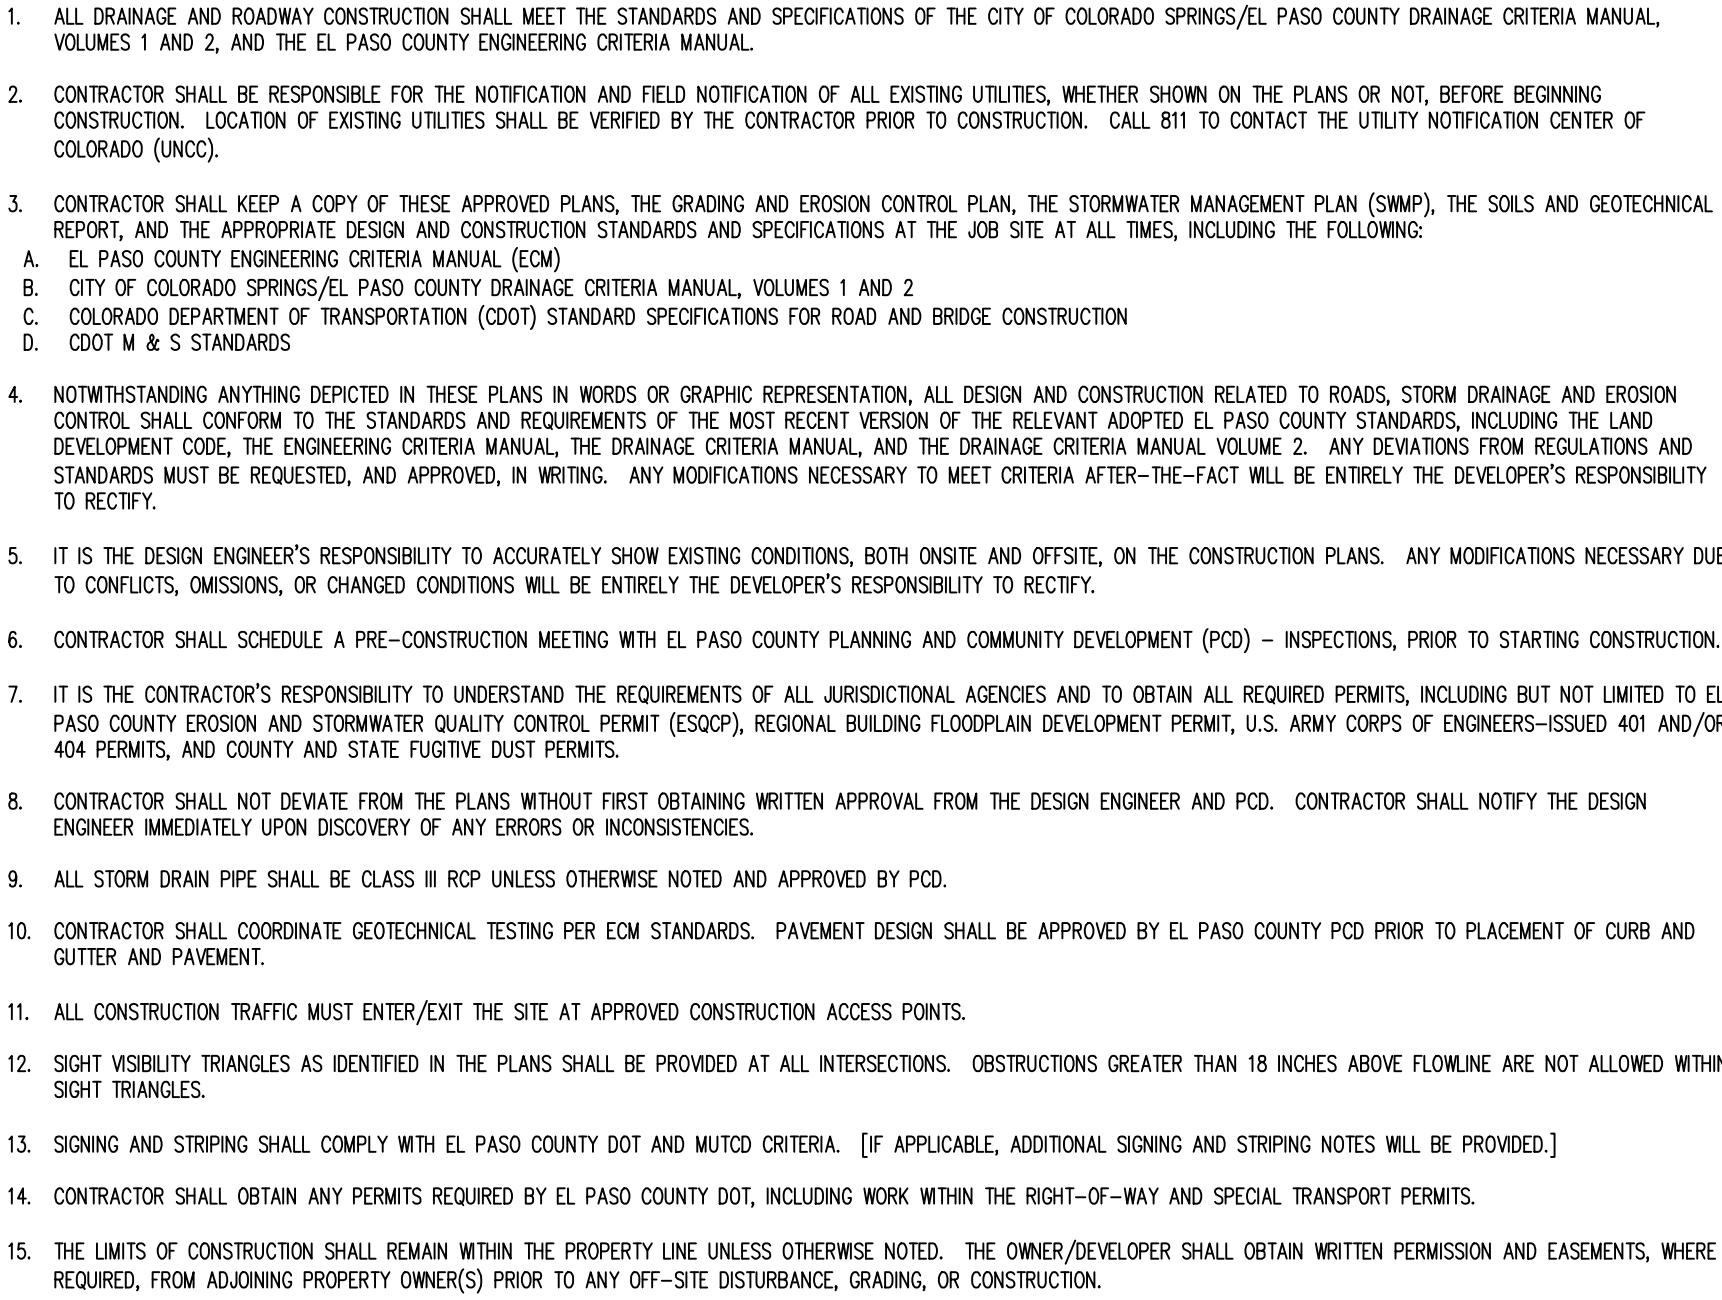 1. ALL DRAINAGE AND ROADWAY CONSTRUCTION SHALL MEET THE STANDARDS AND SPECIFICATIONS OF THE CITY OF COLORADO SPRINGS/EL PASO COUNTY DRAINAGE CRITERIA MANUAL,
VOLUMES 1 AND 2, AND THE EL PASO COUNTY ENGINEERING CRITERIA MANUAL.
2. CONTRACTOR SHALL BE RESPONSIBLE FOR THE NOTIFICATION AND FIELD NOTIFICATION OF ALL EXISTING UTILITIES, WHETHER SHOWN ON THE PLANS OR NOT, BEFORE BEGINNING
CONSTRUCTION. LOCATION OF EXISTING UTILITIES SHALL BE VERIFIED BY THE CONTRACTOR PRIOR TO CONSTRUCTION. CALL 811 TO CONTACT THE UTILITY NOTIFICATION CENTER OF
COLORADO (UNCC).
3. CONTRACTOR SHALL KEEP A COPY OF THESE APPROVED PLANS, THE GRADING AND EROSION CONTROL PLAN, THE STORMWATER MANAGEMENT PLAN (SWMP), THE SOILS AND GEOTECHNICAL
REPORT, AND THE APPROPRIATE DESIGN AND CONSTRUCTION STANDARDS AND SPECIFICATIONS AT THE JOB SITE AT ALL TIMES, INCLUDING THE FOLLOWING:
A. EL PASO COUNTY ENGINEERING CRITERIA MANUAL (ECM)
B. CITY OF COLORADO SPRINGS/EL PASO COUNTY DRAINAGE CRITERIA MANUAL, VOLUMES 1 AND 2
C. COLORADO DEPARTMENT OF TRANSPORTATION (CDOT) STANDARD SPECIFICATIONS FOR ROAD AND BRIDGE CONSTRUCTION
D. CDOT M & S STANDARDS
4. NOTWITHSTANDING ANYTHING DEPICTED IN THESE PLANS IN WORDS OR GRAPHIC REPRESENTATION, ALL DESIGN AND CONSTRUCTION RELATED TO ROADS, STORM DRAINAGE AND EROSION
CONTROL SHALL CONFORM TO THE STANDARDS AND REQUIREMENTS OF THE MOST RECENT VERSION OF THE RELEVANT ADOPTED EL PASO COUNTY STANDARDS, INCLUDING THE LAND
DEVELOPMENT CODE, THE ENGINEERING CRITERIA MANUAL, THE DRAINAGE CRITERIA MANUAL, AND THE DRAINAGE CRITERIA MANUAL VOLUME 2. ANY DEVIATIONS FROM REGULATIONS AND
STANDARDS MUST BE REQUESTED, AND APPROVED, IN WRITING. ANY MODIFICATIONS NECESSARY TO MEET CRITERIA AFTER-THE-FACT WILL BE ENTIRELY THE DEVELOPER'S RESPONSIBILITY
TO RECTIFY.
5. IT IS THE DESIGN ENGINEER'S RESPONSIBILITY TO ACCURATELY SHOW EXISTING CONDITIONS, BOTH ONSITE AND OFFSITE, ON THE CONSTRUCTION PLANS. ANY MODIFICATIONS NECESSARY DUE
TO CONFLICTS, OMISSIONS, OR CHANGED CONDITIONS WILL BE ENTIRELY THE DEVELOPER'S RESPONSIBILITY TO RECTIFY.
6. CONTRACTOR SHALL SCHEDULE A PRE-CONSTRUCTION MEETING WITH EL PASO COUNTY PLANNING AND COMMUNITY DEVELOPMENT (PCD) - INSPECTIONS, PRIOR TO STARTING CONSTRUCTION.
7. IT IS THE CONTRACTOR'S RESPONSIBILITY TO UNDERSTAND THE REQUIREMENTS OF ALL JURISDICTIONAL AGENCIES AND TO OBTAIN ALL REQUIRED PERMITS, INCLUDING BUT NOT LIMITED TO EL
PASO COUNTY EROSION AND STORMWATER QUALITY CONTROL PERMIT (ESQCP), REGIONAL BUILDING FLOODPLAIN DEVELOPMENT PERMIT, U.S. ARMY CORPS OF ENGINEERS-ISSUED 401 AND/OR
404 PERMITS, AND COUNTY AND STATE FUGITIVE DUST PERMITS.
8. CONTRACTOR SHALL NOT DEVIATE FROM THE PLANS WITHOUT FIRST OBTAINING WRITTEN APPROVAL FROM THE DESIGN ENGINEER AND PCD. CONTRACTOR SHALL NOTIFY THE DESIGN
ENGINEER IMMEDIATELY UPON DISCOVERY OF ANY ERRORS OR INCONSISTENCIES.
9. ALL STORM DRAIN PIPE SHALL BE CLASS III RCP UNLESS OTHERWISE NOTED AND APPROVED BY PCD.
10. CONTRACTOR SHALL COORDINATE GEOTECHNICAL TESTING PER ECM STANDARDS. PAVEMENT DESIGN SHALL BE APPROVED BY EL PASO COUNTY PCD PRIOR TO PLACEMENT OF CURB AND
GUTTER AND PAVEMENT.
11. ALL CONSTRUCTION TRAFFIC MUST ENTER/EXIT THE SITE AT APPROVED CONSTRUCTION ACCESS POINTS.
12. SIGHT VISIBILITY TRIANGLES AS IDENTIFIED IN THE PLANS SHALL BE PROVIDED AT ALL INTERSECTIONS. OBSTRUCTIONS GREATER THAN 18 INCHES ABOVE FLOWLINE ARE NOT ALLOWED WITHIN
SIGHT TRIANGLES.
13. SIGNING AND STRIPING SHALL COMPLY WITH EL PASO COUNTY DOT AND MUTCD CRITERIA. [IF APPLICABLE, ADDITIONAL SIGNING AND STRIPING NOTES WILL BE PROVIDED.]
14. CONTRACTOR SHALL OBTAIN ANY PERMITS REQUIRED BY EL PASO COUNTY DOT, INCLUDING WORK WITHIN THE RIGHT-OF-WAY AND SPECIAL TRANSPORT PERMITS.
15. THE LIMITS OF CONSTRUCTION SHALL REMAIN WITHIN THE PROPERTY LINE UNLESS OTHERWISE NOTED. THE OWNER/DEVELOPER SHALL OBTAIN WRITTEN PERMISSION AND EASEMENTS, WHERE
REQUIRED, FROM ADJOINING PROPERTY OWNER(S) PRIOR TO ANY OFF-SITE DISTURBANCE, GRADING, OR CONSTRUCTION.